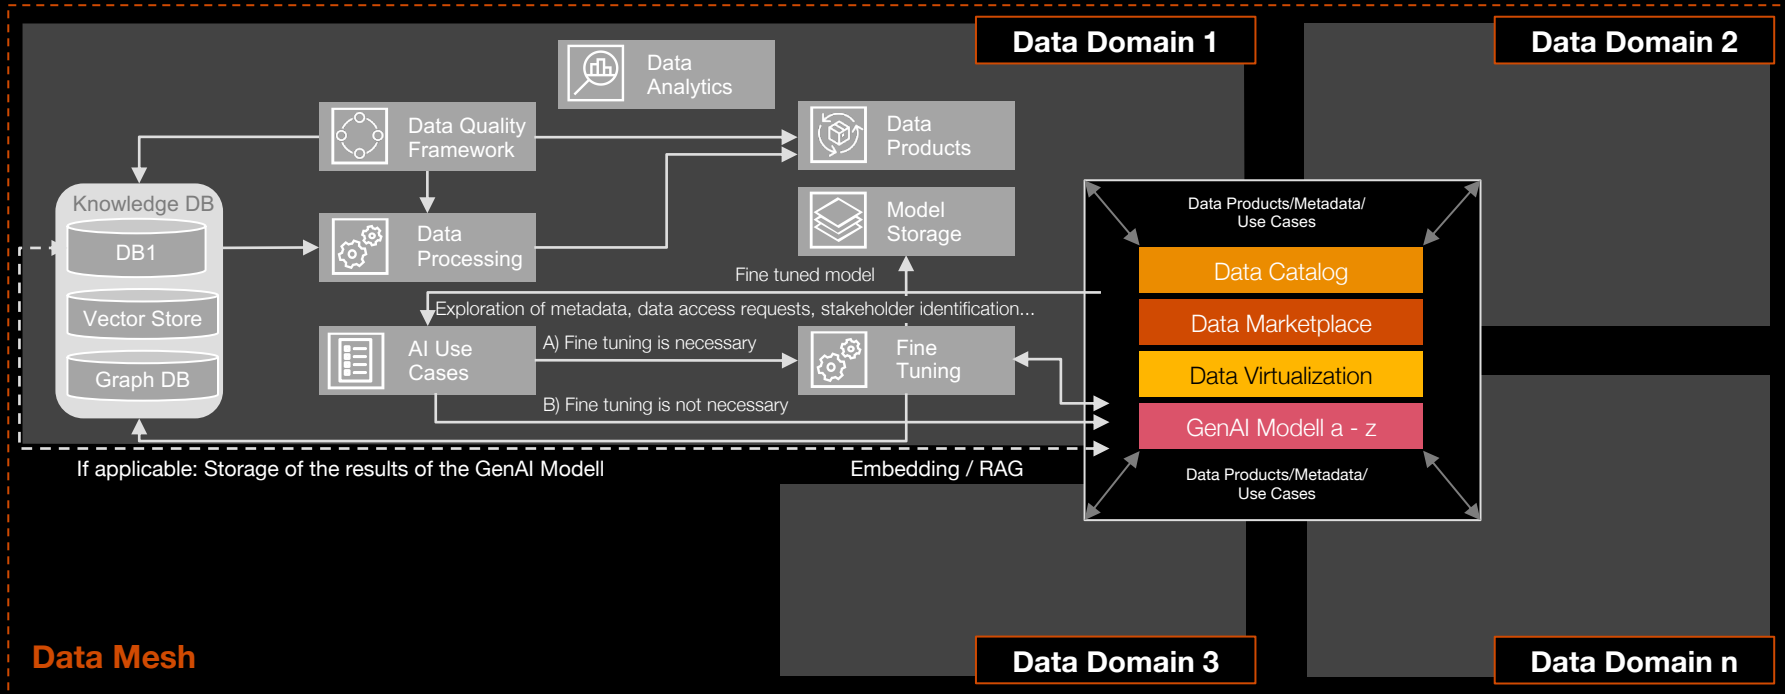 Data Domain 1
Data Domain 2
Data
Analytics
Data Quality
Framework
Data
Products
Knowledge DB
DB1
Vector Store
Graph DB
Data
Processing
Model
Storage
Fine tuned model
Exploration of metadata, data access requests, stakeholder identification...
AI Use
Cases
A) Fine tuning is necessary
Fine
Tuning
B) Fine tuning is not necessary
Data Products/Metadata/
Use Cases
Data Catalog
Data Marketplace
Data Virtualization
GenAI Modell a - z
Data Products/Metadata/
Use Cases
If applicable: Storage of the results of the GenAI Modell
Embedding / RAG
Data Mesh
Data Domain 3
Data Domain n